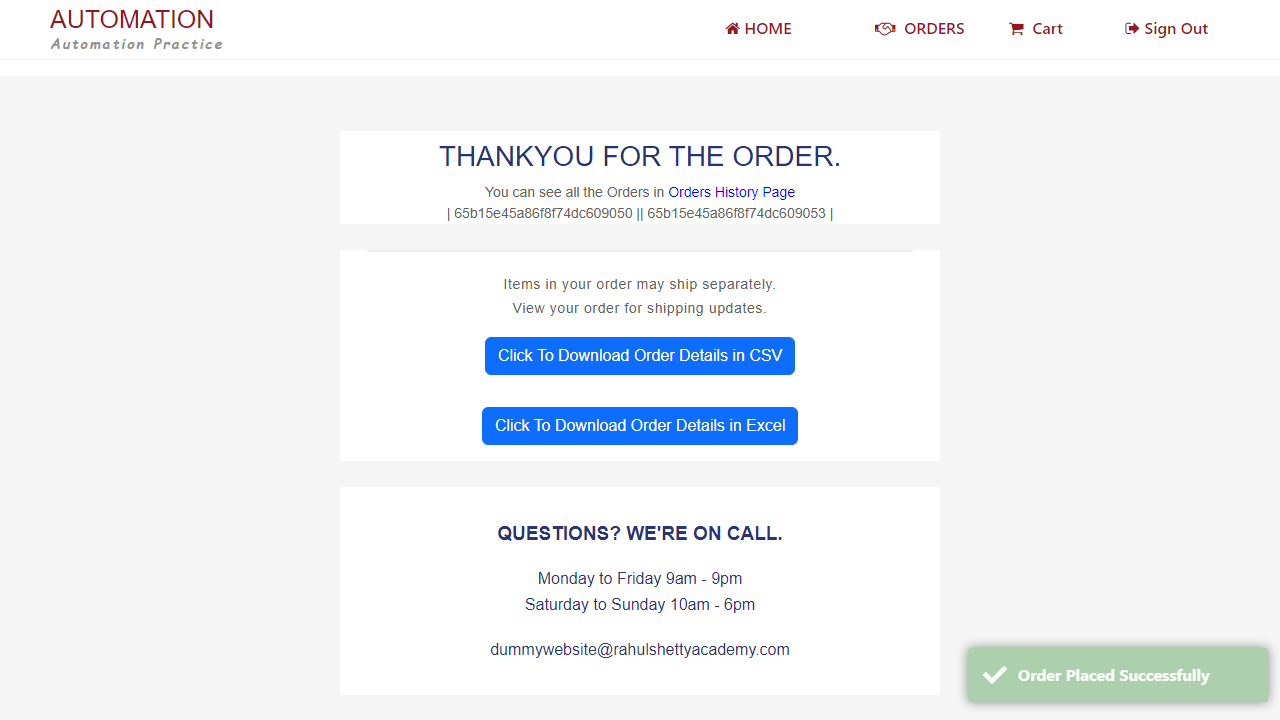 AUTOMATION
Automation Practice
HOME
ORDERS
Cart
Sign Out
THANKYOU FOR THE ORDER.
You can see all the Orders in Orders History Page
| 65b15e45a86f8f74dc609050 || 65b15e45a86f8f74dc609053 |
Items in your order may ship separately.
View your order for shipping updates.
Click To Download Order Details in CSV
Click To Download Order Details in Excel
QUESTIONS? WE'RE ON CALL.
Monday to Friday 9am - 9pm
Saturday to Sunday 10am - 6pm
dummywebsite@rahulshettyacademy.com
Order Placed Successfully